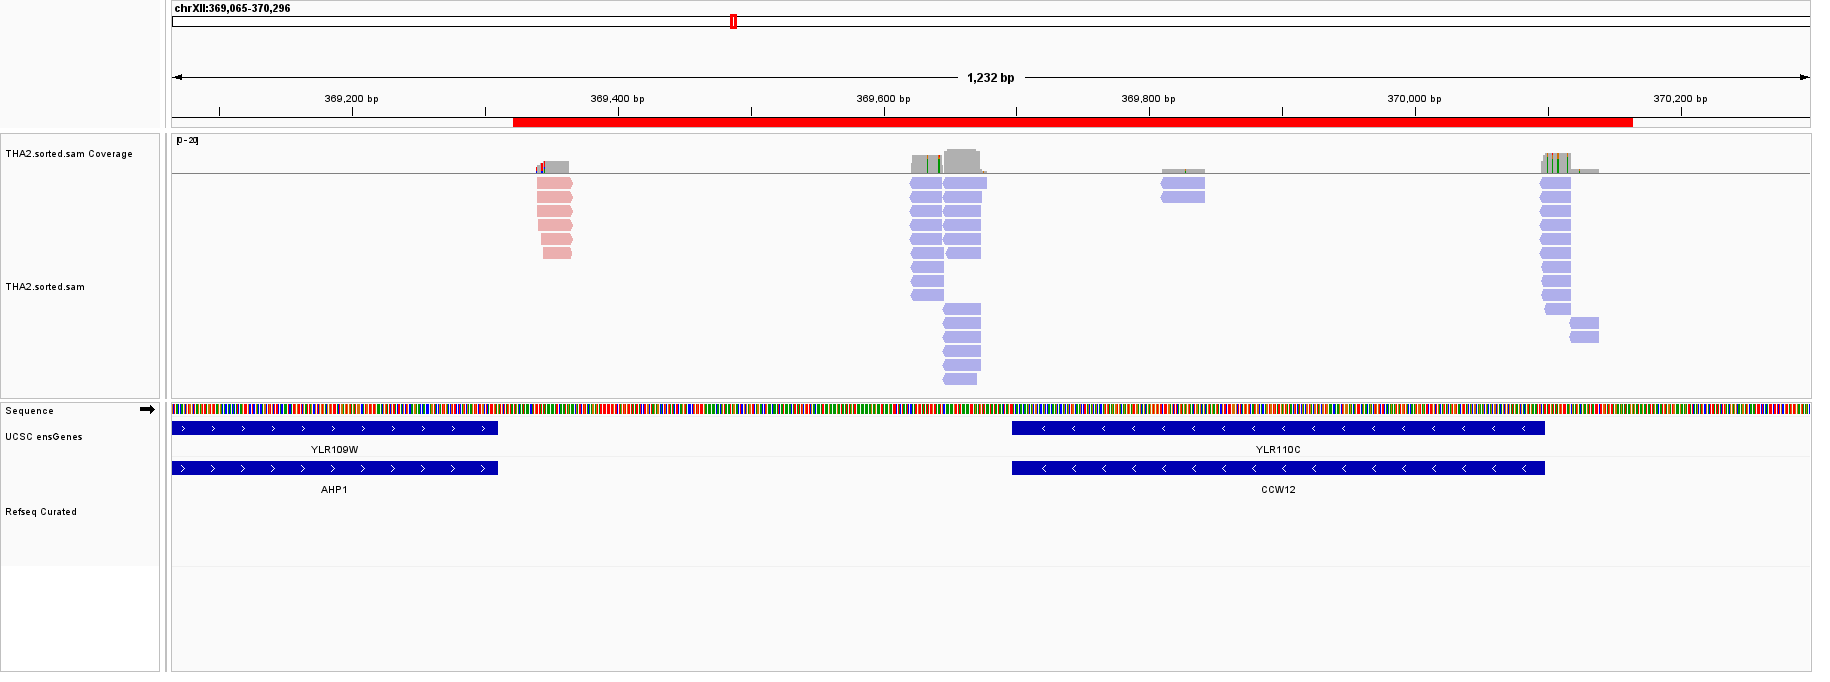 chrXII:369,065-370,296
1,232 bp
369,200 bp 369,400 bp 369,600 bp 369,800 bp 370,000 bp 370,200 bp
[0-20]
THA2.sorted.sam Coverage
THA2.sorted.sam
Sequence
UCSC ensGenes
YLR109W YLR110C
AHP1 CCW12
Refseq Curated